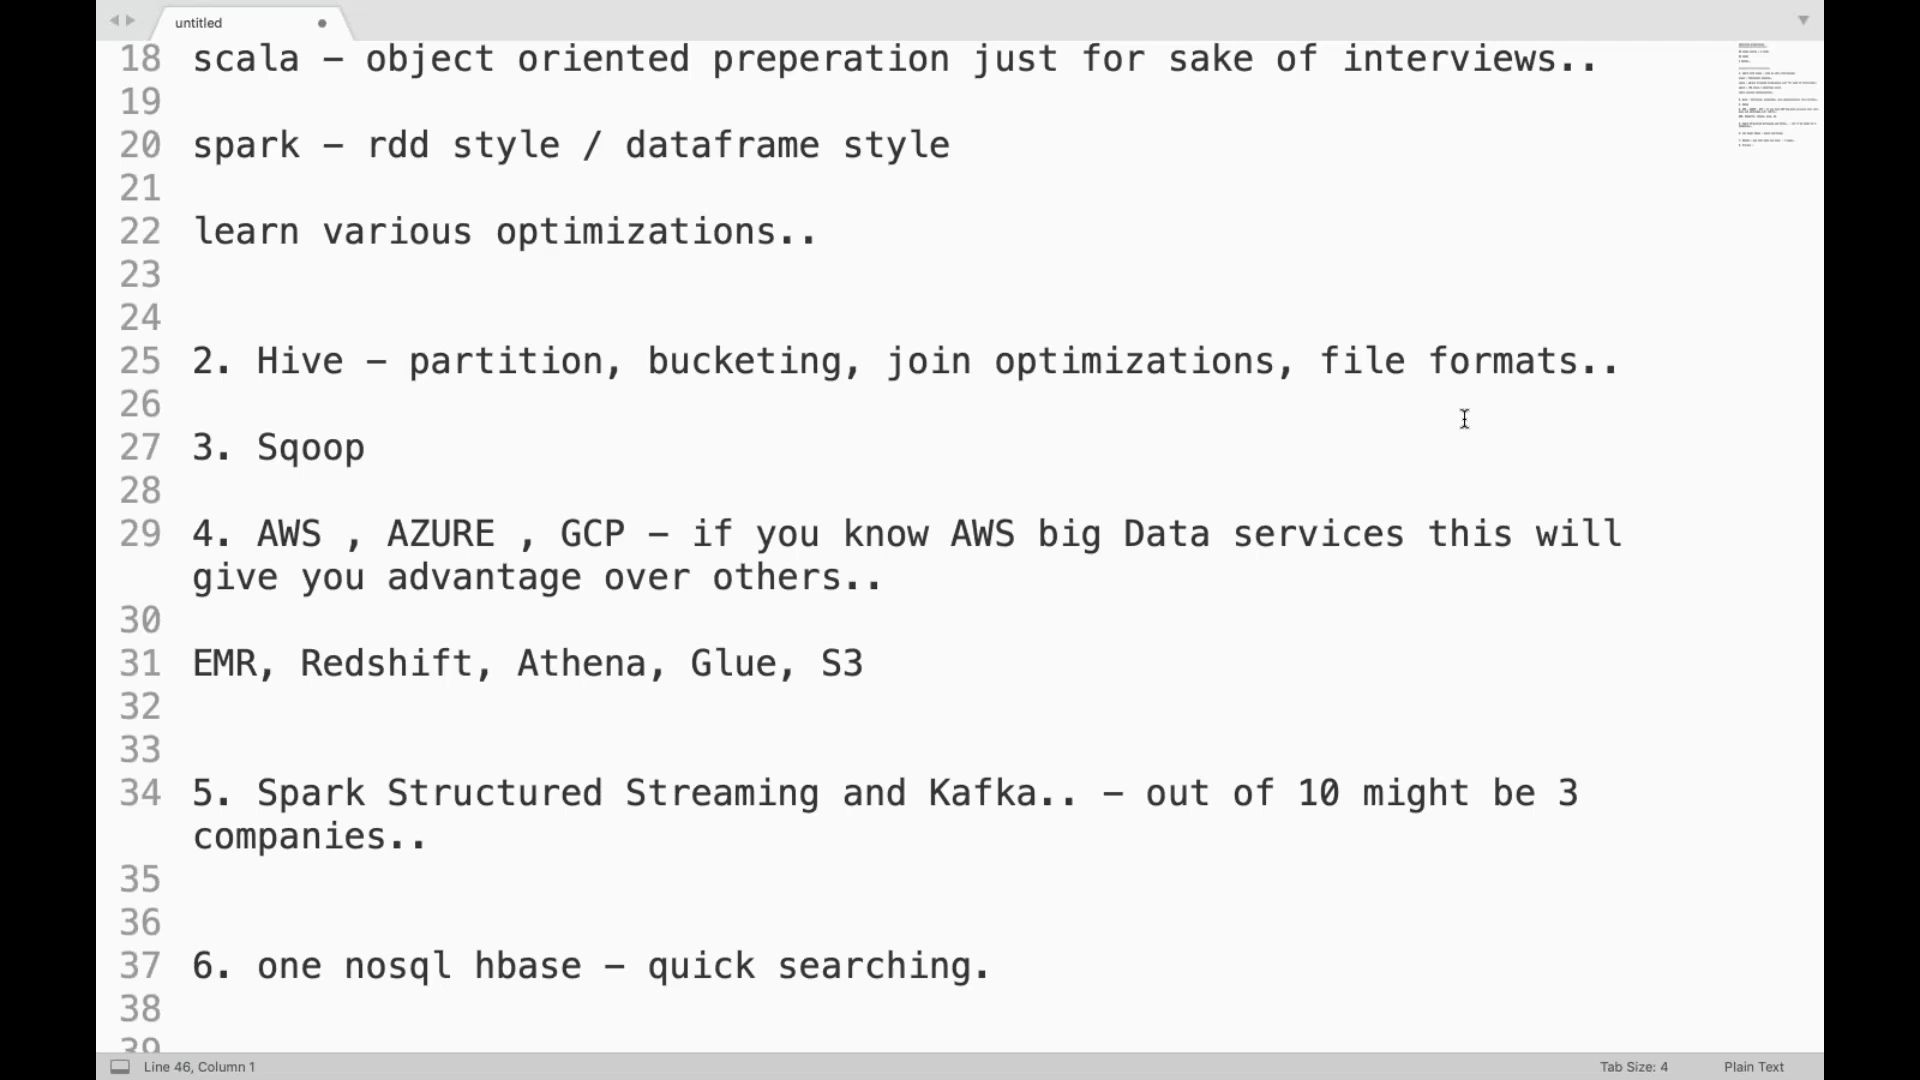 untitled
18 scala – object oriented preperation just for sake of interviews..
19
20 spark – rdd style / dataframe style
21
22 learn various optimizations..
23
24
25 2. Hive – partition, bucketing, join optimizations, file formats..
26
27 3. Sqoop
28
29 4. AWS , AZURE , GCP – if you know AWS big Data services this will
give you advantage over others..
30
31 EMR, Redshift, Athena, Glue, S3
32
33
34 5. Spark Structured Streaming and Kafka.. – out of 10 might be 3
companies..
35
36
37 6. one nosql hbase – quick searching.
38
39
Line 46, Column 1
Tab Size: 4
Plain Text